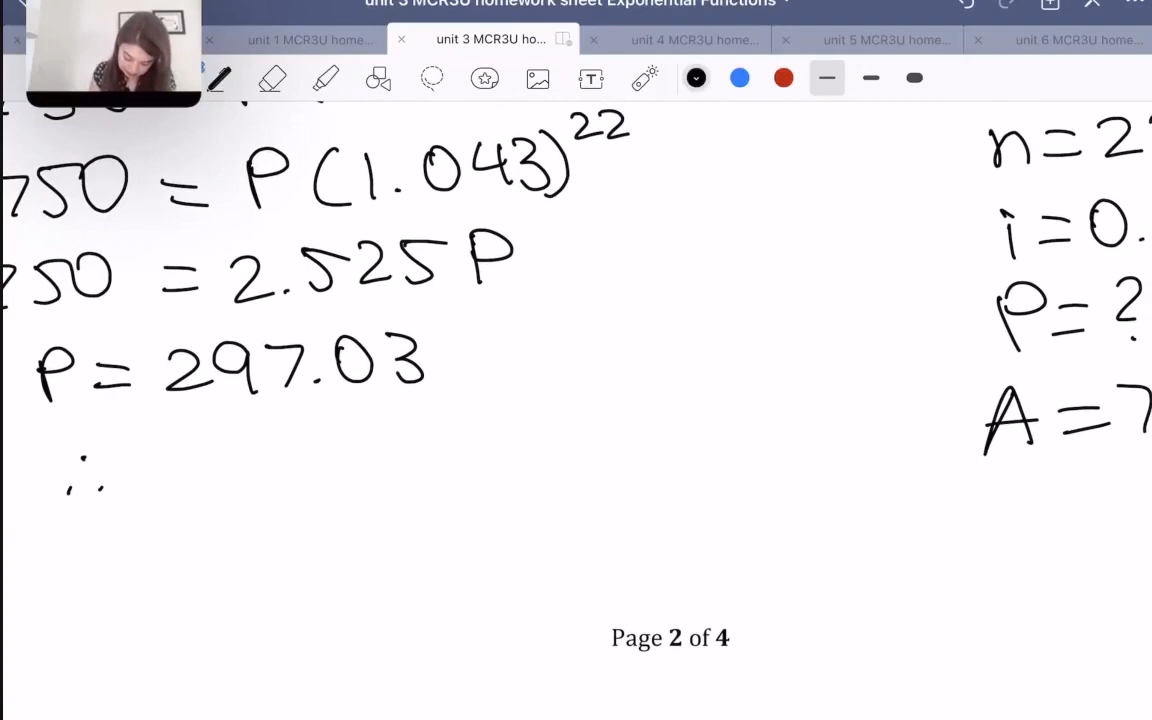 unit 3 MCR3U homework sheet Exponential Functions
unit 1 MCR3U home...
unit 3 MCR3U ho...
unit 4 MCR3U home...
unit 5 MCR3U home...
unit 6 MCR3U home...
750 = P(1.043)^22
750 = 2.525P
P = 297.03
∴
n=2
i=0.
P=?
A=7
Page 2 of 4